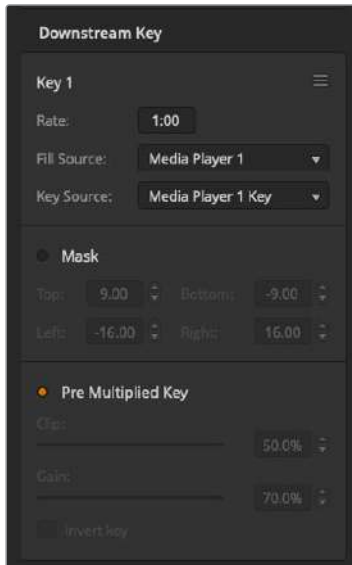 Downstream Key
Key 1
Rate: 1:00
Fill Source: Media Player 1
Key Source: Media Player 1 Key
Mask
Top: 9.00 Bottom: -9.00
Left: -16.00 Right: 16.00
Pre Multiplied Key
Clip:
50.0%
Gain:
70.0%
Invert key